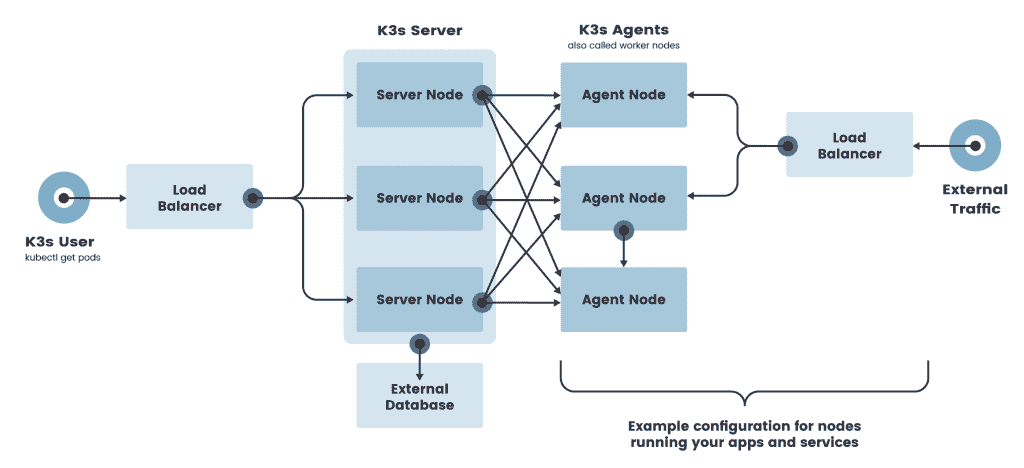 K3s Server
K3s Agents
also called worker nodes
Server Node
Agent Node
Load
Balancer
External
Traffic
Load
Balancer
Server Node
Agent Node
K3s User
kubectl get pods
Server Node
Agent Node
External
Database
Example configuration for nodes
running your apps and services